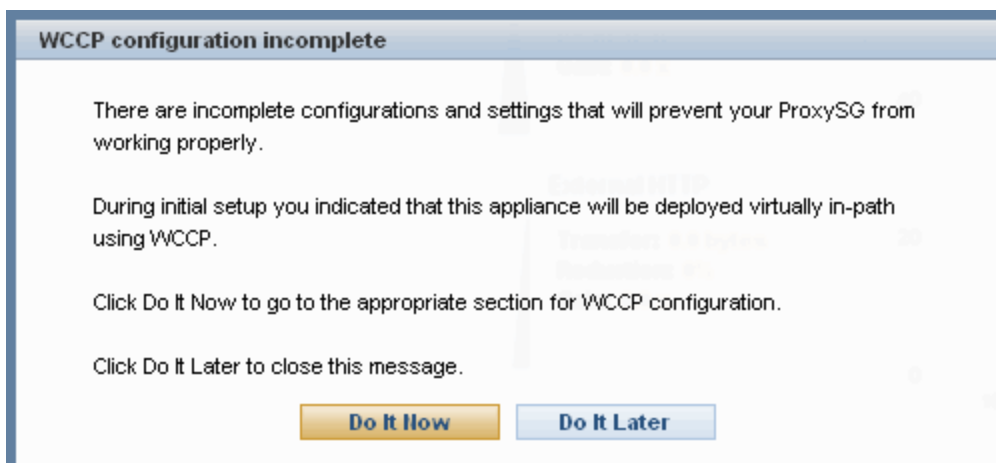 WCCP configuration incomplete
There are incomplete configurations and settings that will prevent your ProxySG from
working properly.
During initial setup you indicated that this appliance will be deployed virtually in-path
using WCCP.
Click Do It Now to go to the appropriate section for WCCP configuration.
Click Do It Later to close this message.
Do It Now
Do It Later